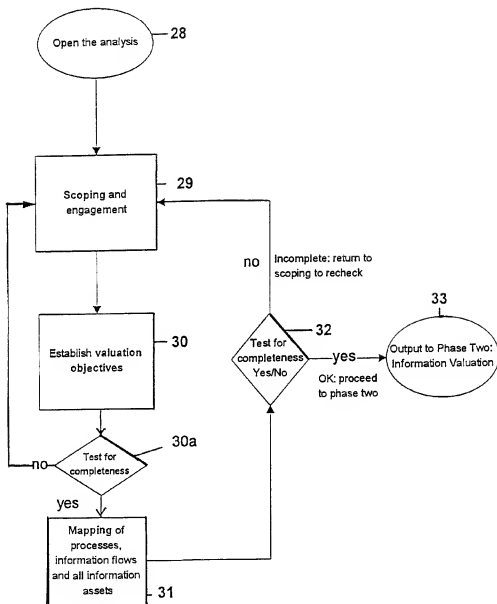 Open the analysis
28
Scoping and
engagement
29
no
Incomplete: return to
scoping to recheck
Establish valuation
objectives
30
32
Test for
completeness
Yes/No
yes
OK: proceed
to phase two
33
Output to Phase Two:
Information Valuation
30a
Test for
completeness
no
yes
Mapping of
processes,
information flows
and all information
assets
31